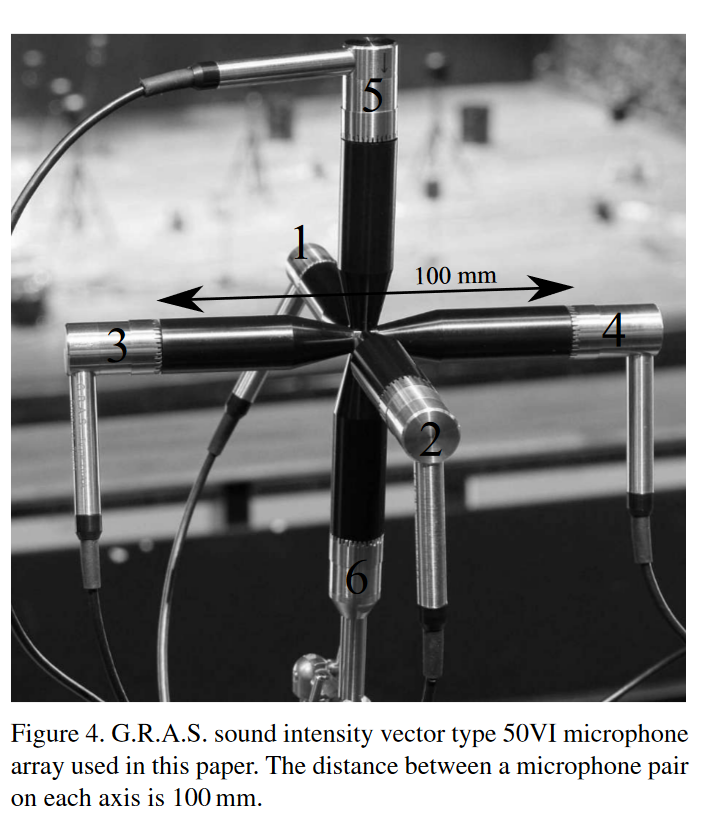 5
1
100 mm
3
4
2
6
Figure 4. G.R.A.S. sound intensity vector type 50VI microphone
array used in this paper. The distance between a microphone pair
on each axis is 100 mm.